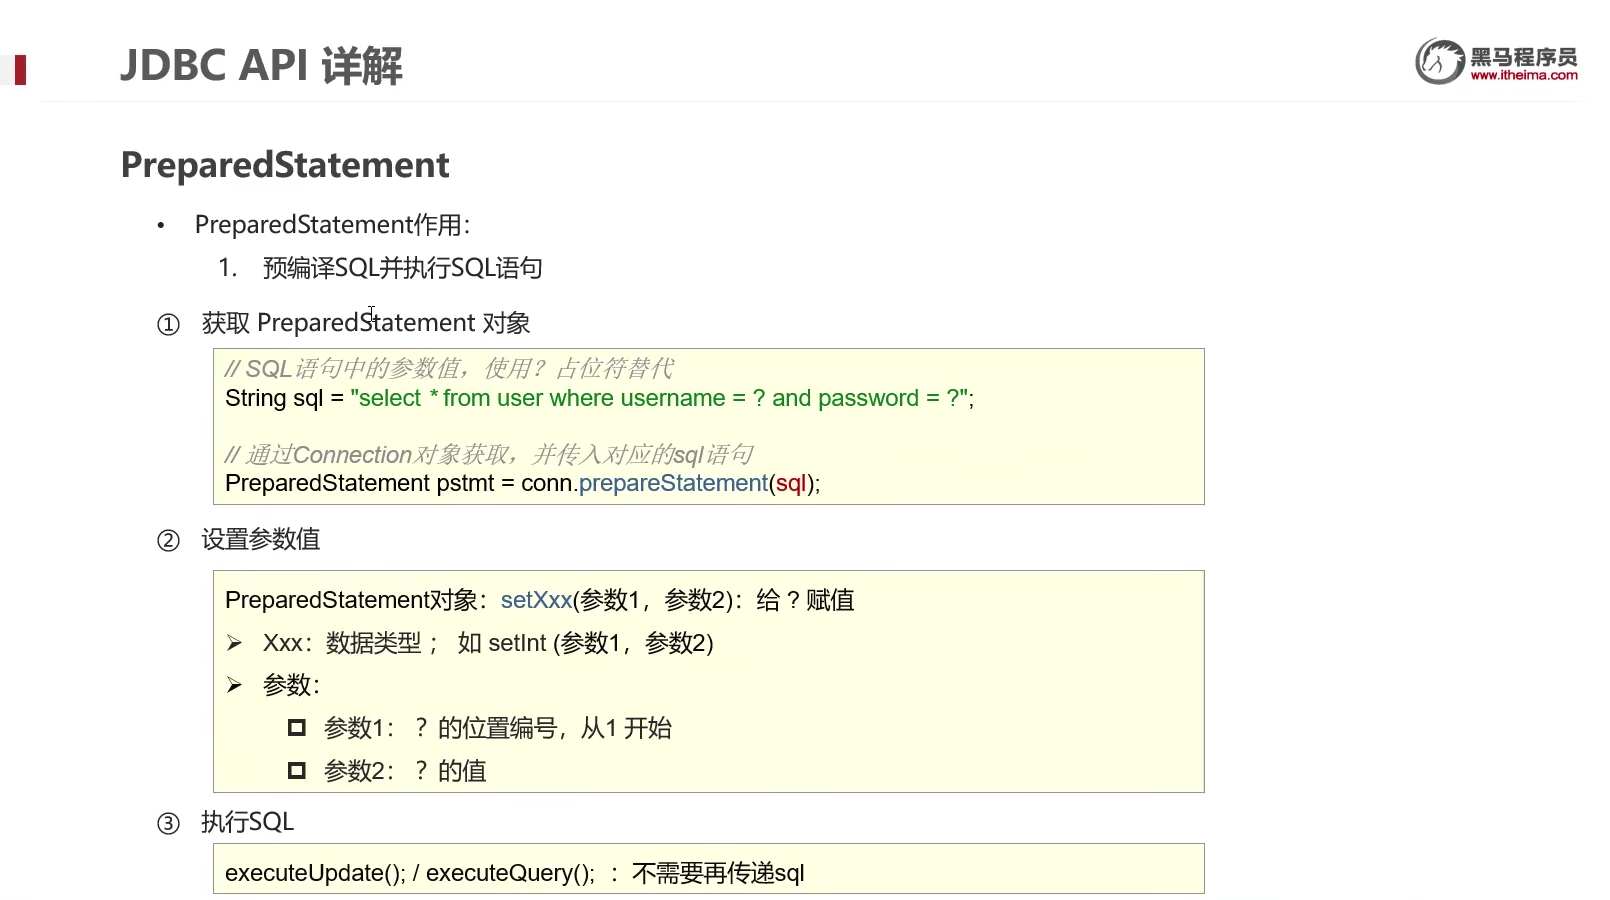 JDBC API 详解
黑马程序员
www.itheima.com
PreparedStatement
• PreparedStatement作用：
1. 预编译SQL并执行SQL语句
① 获取 PreparedStatement 对象
// SQL语句中的参数值，使用？占位符替代
String sql = "select * from user where username = ? and password = ?";
// 通过Connection对象获取，并传入对应的sql语句
PreparedStatement pstmt = conn.prepareStatement(sql);
② 设置参数值
PreparedStatement对象：setXxx(参数1，参数2)：给 ? 赋值
➢ Xxx：数据类型 ； 如 setInt (参数1，参数2)
➢ 参数：
参数1： ？的位置编号，从1 开始
参数2： ？的值
③ 执行SQL
executeUpdate(); / executeQuery(); ：不需要再传递sql